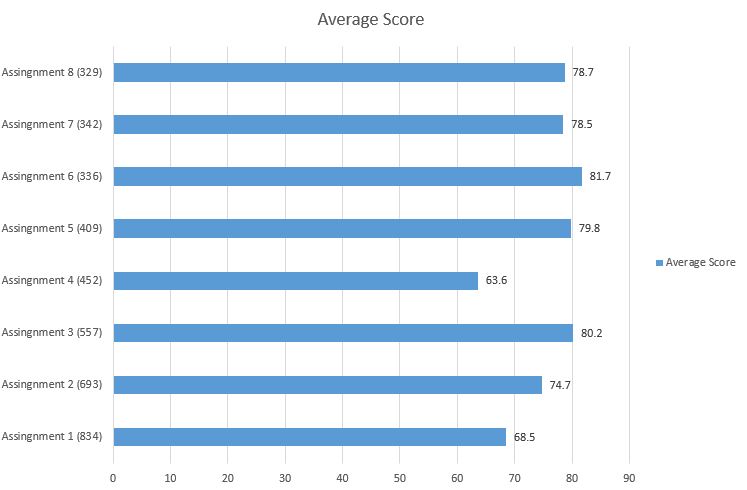 Average Score
Assingnment 8 (329) 78.7
Assingnment 7 (342) 78.5
Assingnment 6 (336) 81.7
Assingnment 5 (409) 79.8
Average Score
Assingnment 4 (452) 63.6
Assingnment 3 (557) 80.2
Assingnment 2 (693) 74.7
Assingnment 1 (834) 68.5
0 10 20 30 40 50 60 70 80 90